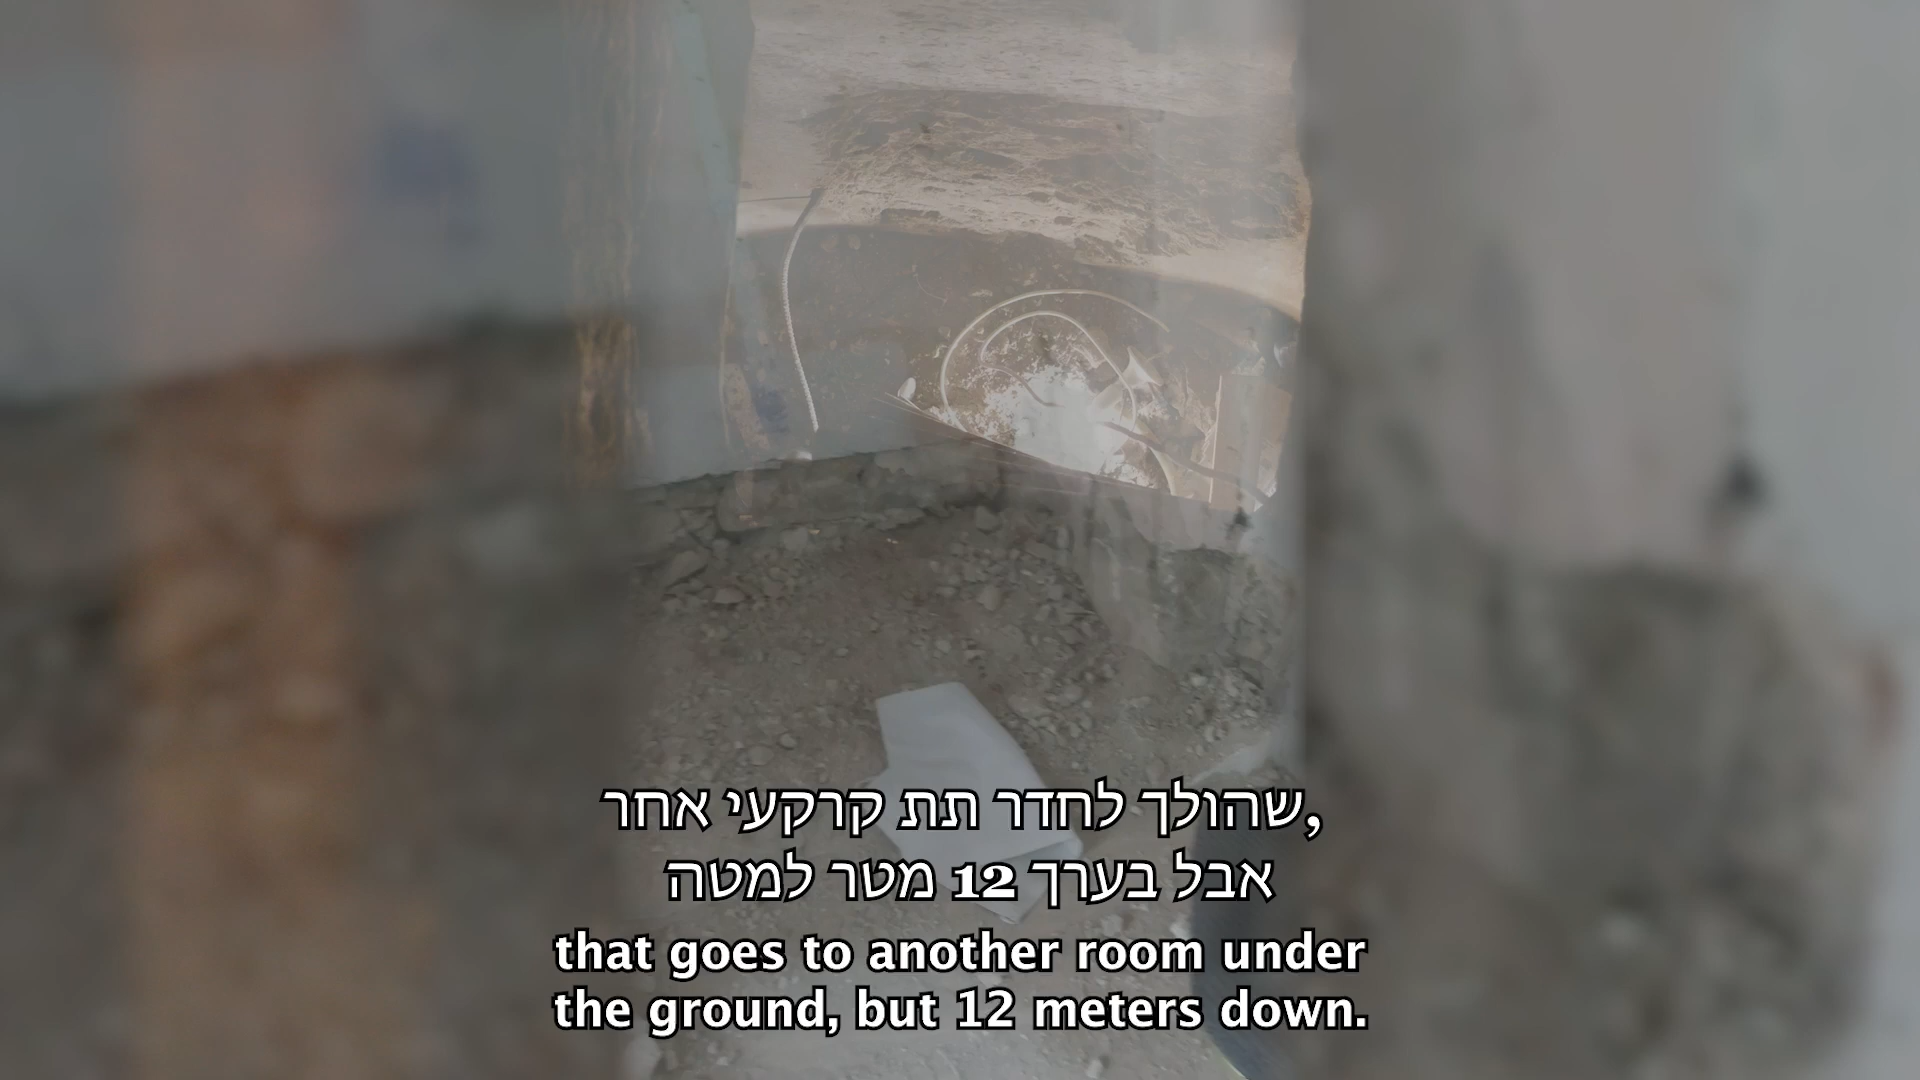 שהולך לחדר תת קרקעי אחר,
אבל בערך 12 מטר למטה
that goes to another room under
the ground, but 12 meters down.